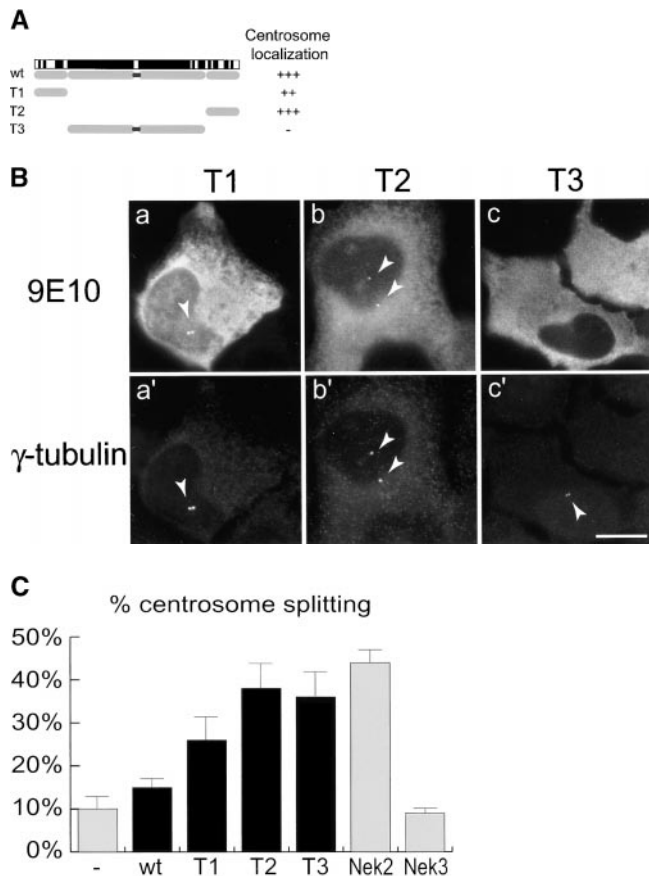 A
Centrosome
localization
wt +++
T1 ++
T2 +++
T3 -
B T1 T2 T3
9E10 a b c
γ-tubulin a' b' c'
C
% centrosome splitting
50%
40%
30%
20%
10%
0%
- wt T1 T2 T3 Nek2 Nek3